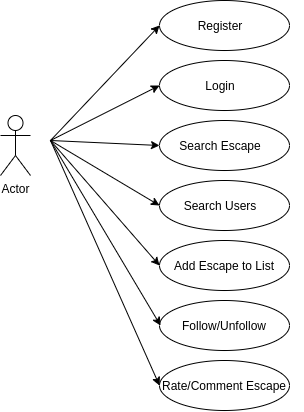 Register
Login
Search Escape
Actor
Search Users
Add Escape to List
Follow/Unfollow
Rate/Comment Escape